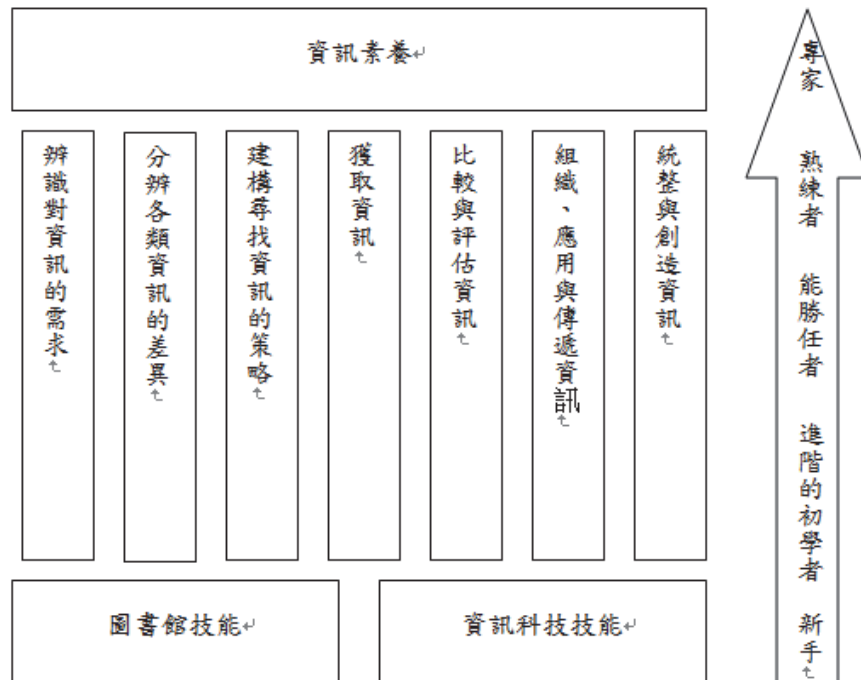 資訊素養
辨識對資訊的需求
分辨各類資訊的差異
建構尋找資訊的策略
獲取資訊
比較與評估資訊
組織、應用與傳遞資訊
統整與創造資訊
圖書館技能
資訊科技技能
專家
熟練者
能勝任者
進階的初學者
新手